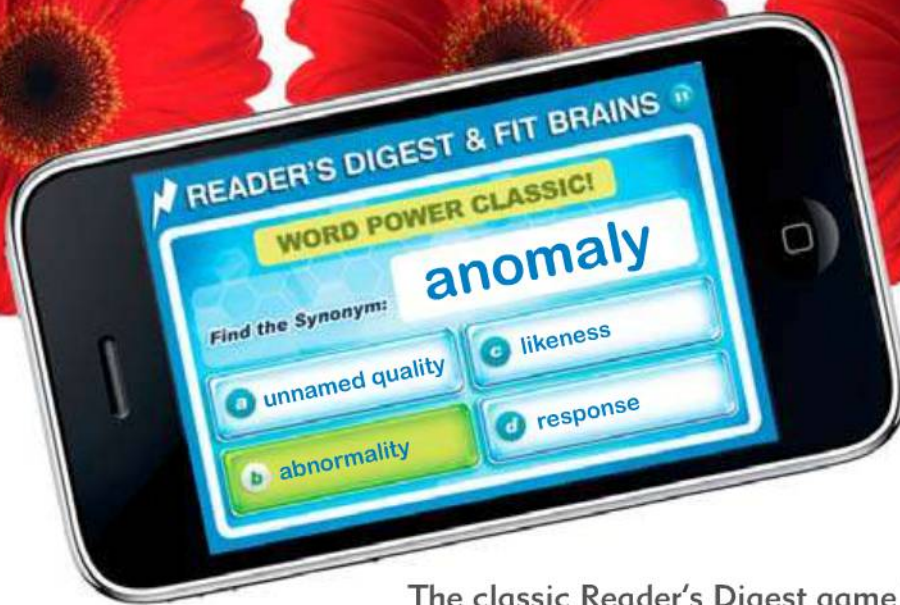 READER'S DIGEST & FIT BRAINS
WORD POWER CLASSIC!
Find the Synonym: anomaly
a unnamed quality
b abnormality
c likeness
d response
The classic Reader's Digest game